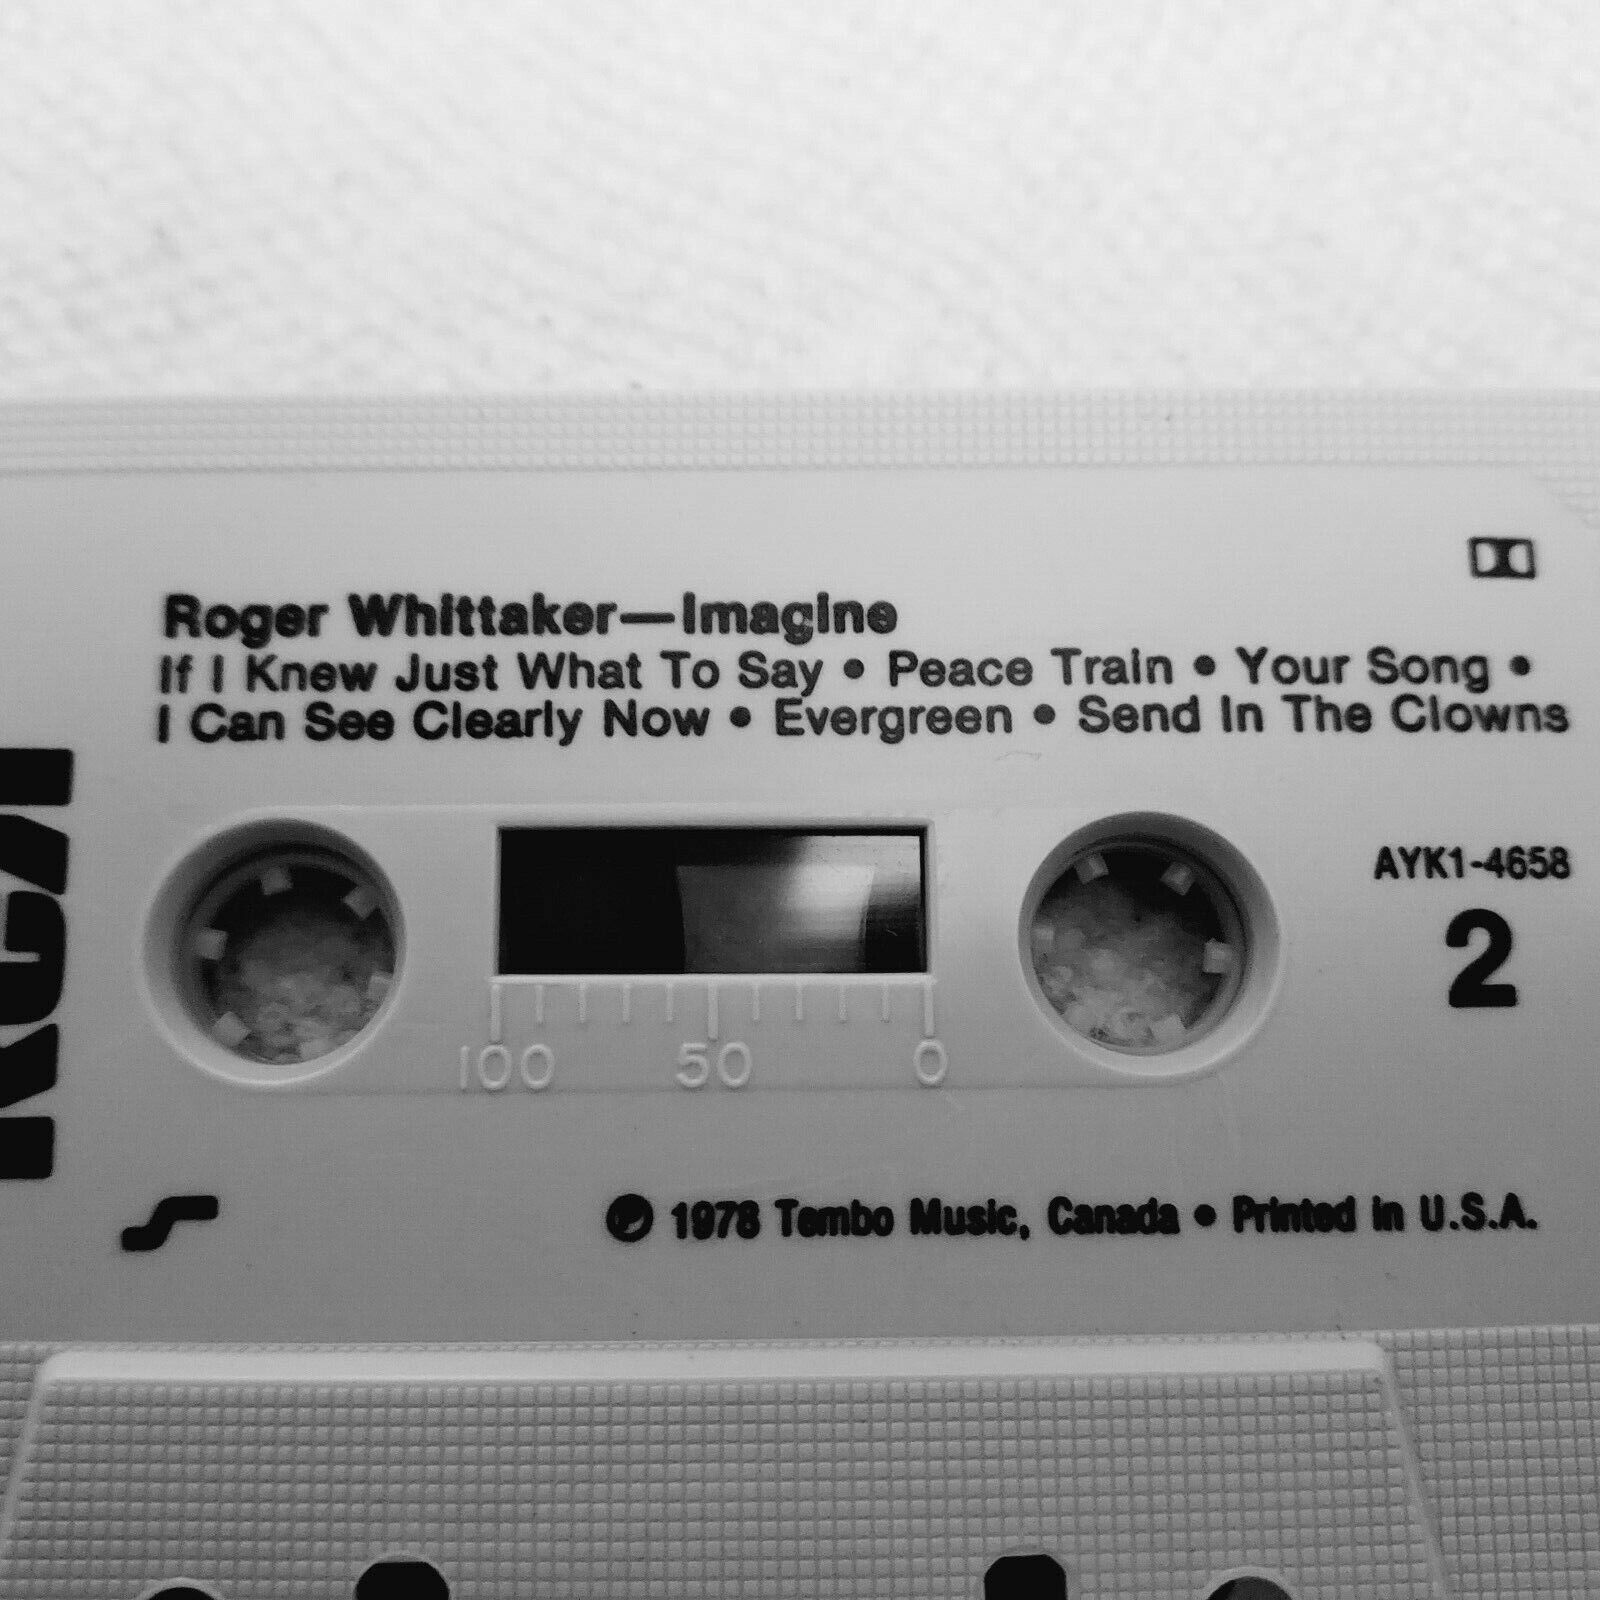 Roger Whittaker—Imagine
If I Knew Just What To Say • Peace Train • Your Song •
I Can See Clearly Now • Evergreen • Send In The Clowns
RCA
AYK1-4658
2
100 50 0
℗ 1978 Tembo Music, Canada • Printed in U.S.A.